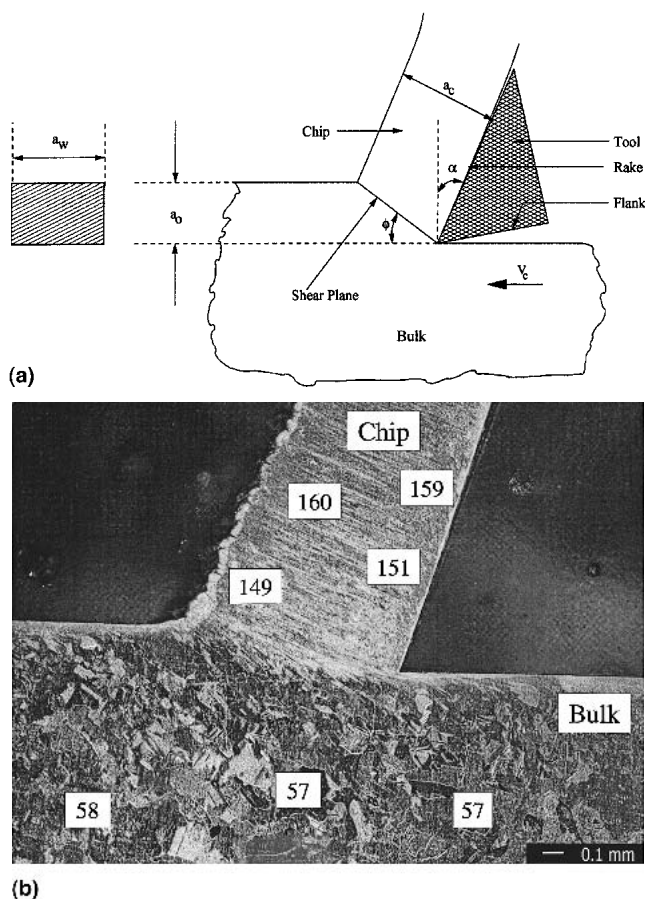 a_c
Chip
a_w
α
Tool
Rake
a_o
Flank
ϕ
Shear Plane
V_c
Bulk
(a)
Chip
160
159
149
151
Bulk
58
57
57
0.1 mm
(b)